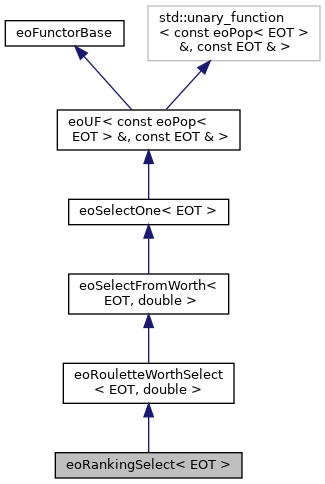 eoFunctorBase
std::unary_function
< const eoPop< EOT >
&, const EOT & >
eoUF< const eoPop<
EOT > &, const EOT & >
eoSelectOne< EOT >
eoSelectFromWorth<
EOT, double >
eoRouletteWorthSelect
< EOT, double >
eoRankingSelect< EOT >